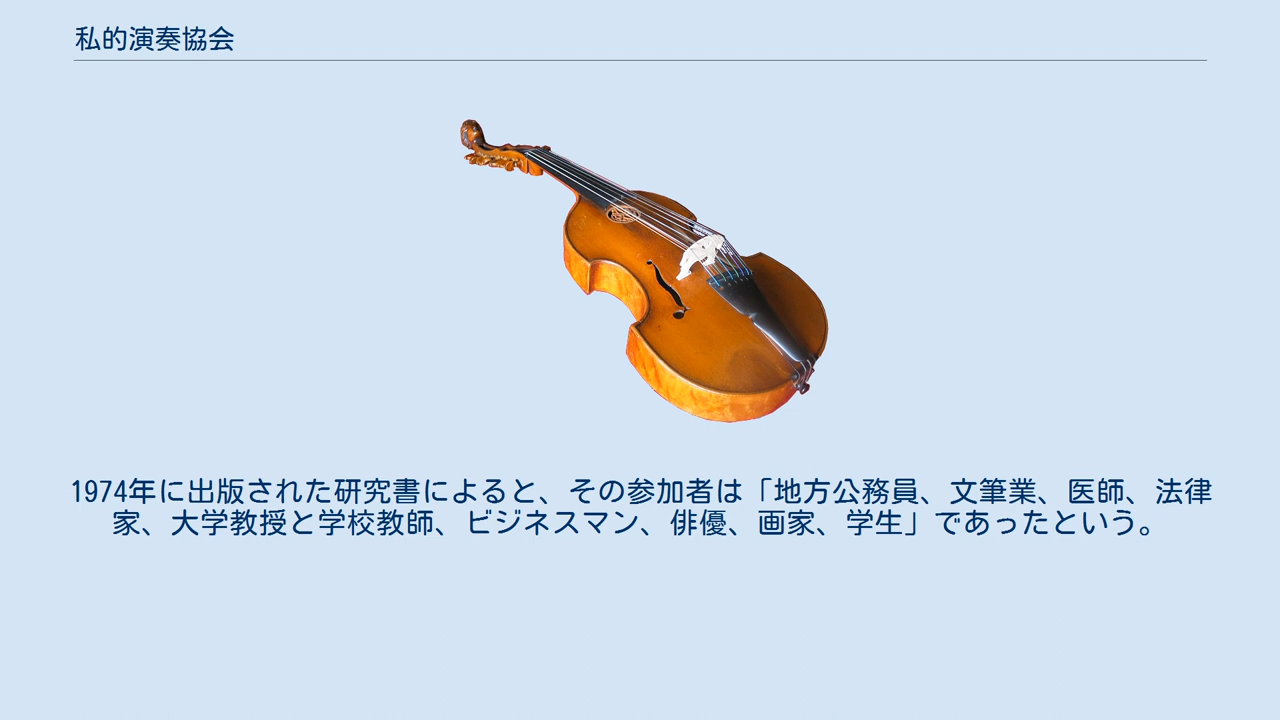 私的演奏協会
1974年に出版された研究書によると、その参加者は「地方公務員、文筆業、医師、法律
家、大学教授と学校教師、ビジネスマン、俳優、画家、学生」であったという。